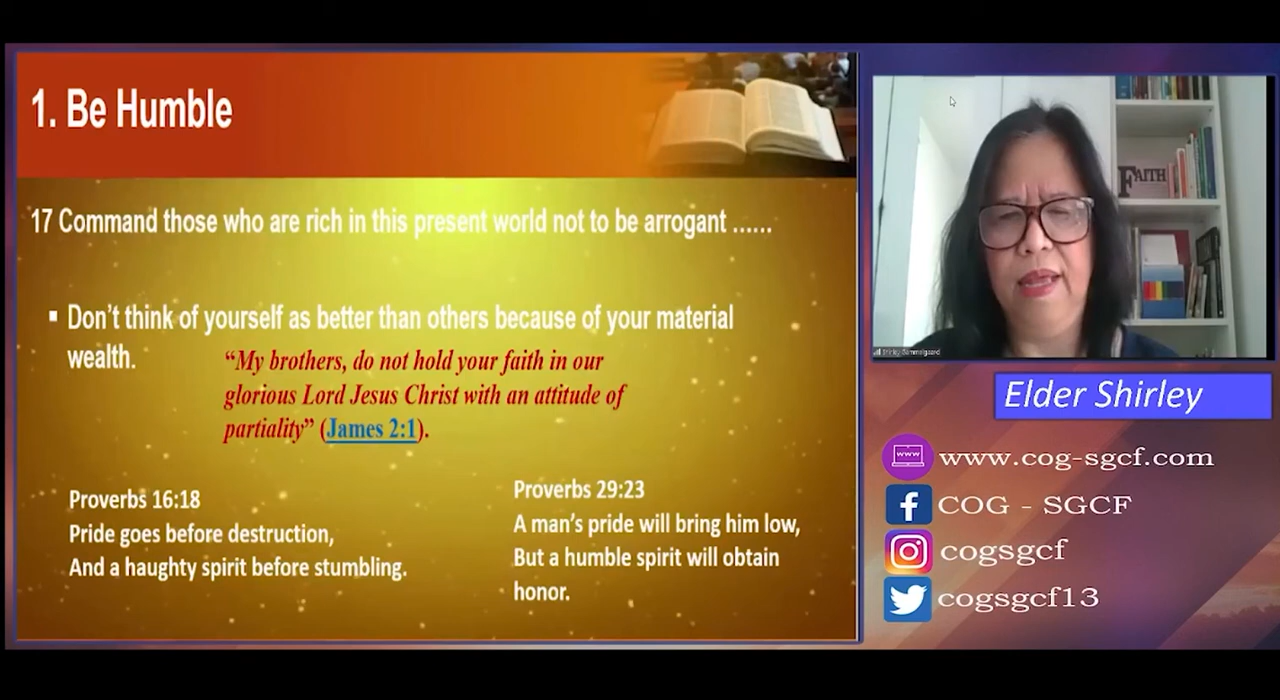 1. Be Humble
17 Command those who are rich in this present world not to be arrogant ......
▪ Don't think of yourself as better than others because of your material
wealth.
“My brothers, do not hold your faith in our
glorious Lord Jesus Christ with an attitude of
partiality” (James 2:1).
Proverbs 16:18
Pride goes before destruction,
And a haughty spirit before stumbling.
Proverbs 29:23
A man's pride will bring him low,
But a humble spirit will obtain
honor.
FAITH
Shirley
Elder Shirley
www
www.cog-sgcf.com
COG - SGCF
cogsgcf
cogsgcf13